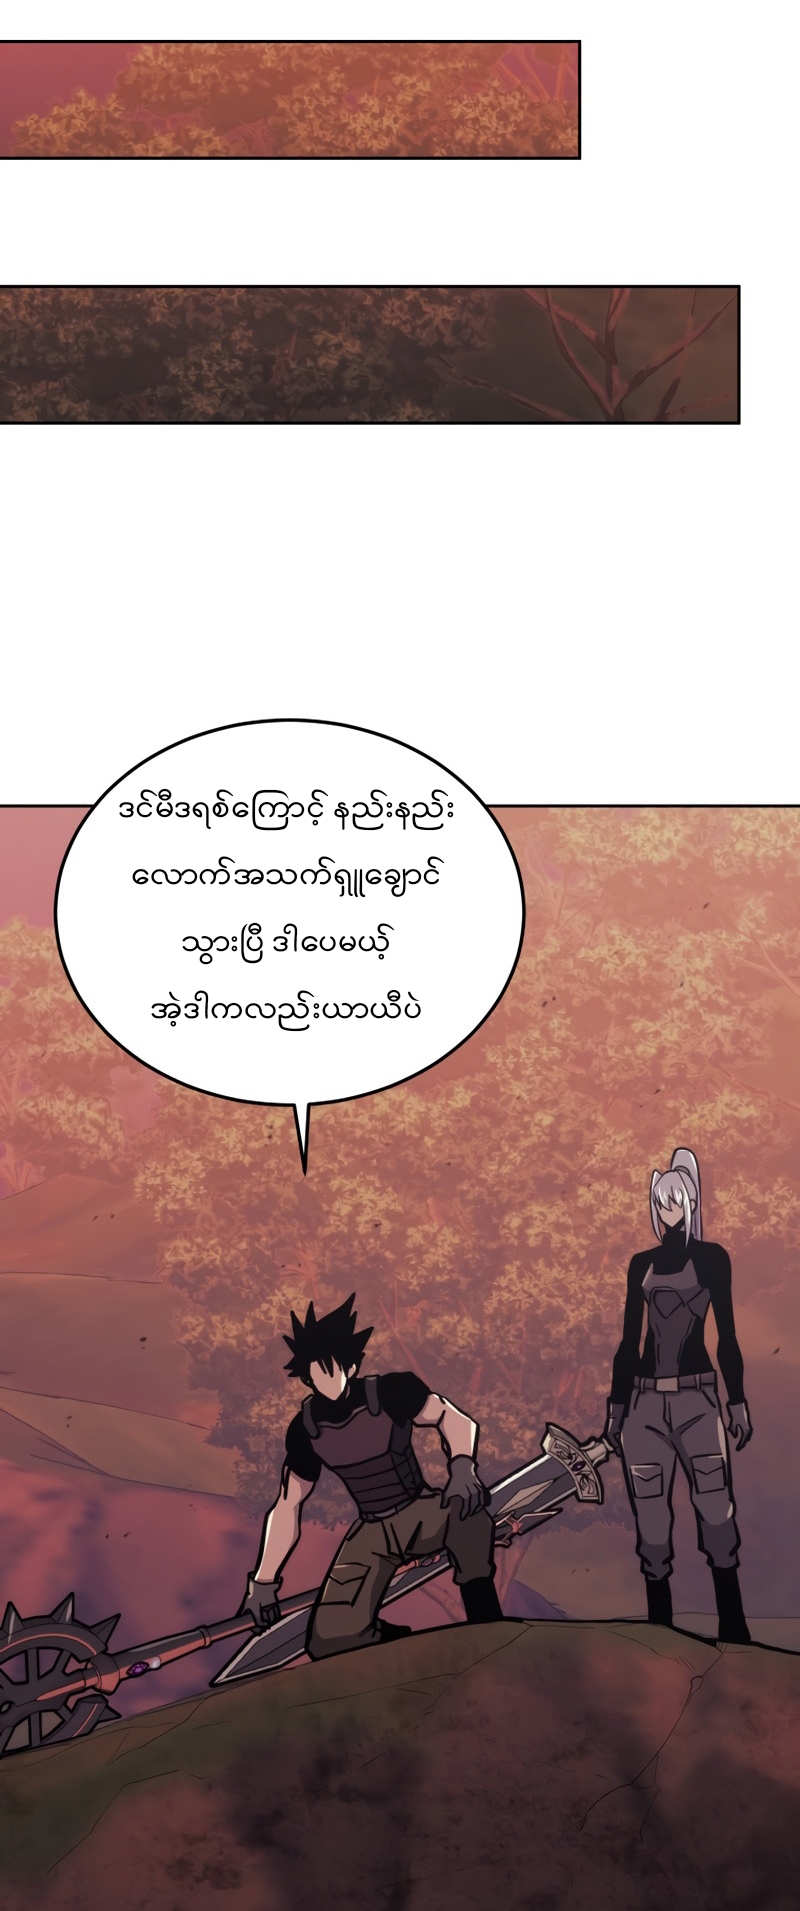 ဒင်မီဒရစ်ကြောင့် နည်းနည်း
လောက်အသက်ရှူချောင်
သွားပြီ ဒါပေမယ့်
အဲ့ဒါကလည်းယာယီပဲ